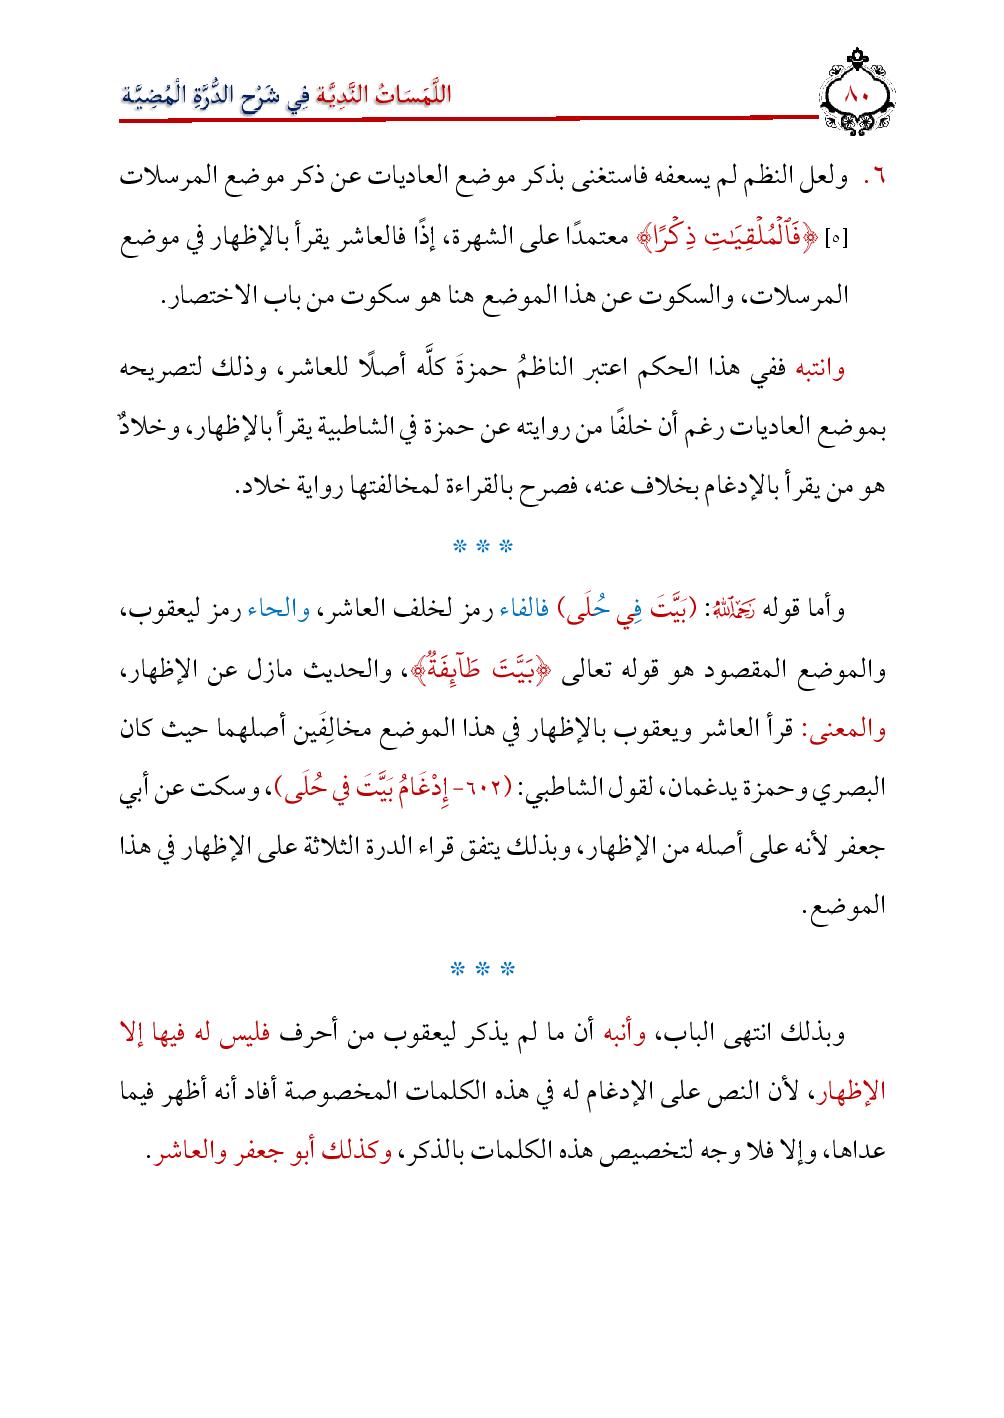 ٨٠
اللَّمَسَاتُ النَّدِيَّة فِي شَرْحِ الدُّرَّةِ الْمُضِيَّة
٦. ولعل النظم لم يسعفه فاستغنى بذكر موضع العاديات عن ذكر موضع المرسلات
[٥] ﴿فَٱلۡمُلۡقِيَٰتِ ذِكۡرًا﴾ معتمدًا على الشهرة، إذًا فالعاشر يقرأ بالإظهار في موضع
المرسلات، والسكوت عن هذا الموضع هنا هو سكوت من باب الاختصار.
وانتبه ففي هذا الحكم اعتبر الناظمُ حمزةَ كلَّه أصلًا للعاشر، وذلك لتصريحه
بموضع العاديات رغم أن خلفًا من روايته عن حمزة في الشاطبية يقرأ بالإظهار، وخلادٌ
هو من يقرأ بالإدغام بخلاف عنه، فصرح بالقراءة لمخالفتها رواية خلاد.
* * *
وأما قوله رَحِمَهُ ٱللَّهُ: (بَيَّتَ فِي حُلَى) فالفاء رمز لخلف العاشر، والحاء رمز ليعقوب،
والموضع المقصود هو قوله تعالى ﴿بَيَّتَ طَآئِفَةٞ﴾، والحديث مازل عن الإظهار،
والمعنى: قرأ العاشر ويعقوب بالإظهار في هذا الموضع مخالِفَين أصلهما حيث كان
البصري وحمزة يدغمان، لقول الشاطبي: (٦٠٢- إِدْغَامُ بَيَّتَ في حُلَى)، وسكت عن أبي
جعفر لأنه على أصله من الإظهار، وبذلك يتفق قراء الدرة الثلاثة على الإظهار في هذا
الموضع.
* * *
وبذلك انتهى الباب، وأنبه أن ما لم يذكر ليعقوب من أحرف فليس له فيها إلا
الإظهار، لأن النص على الإدغام له في هذه الكلمات المخصوصة أفاد أنه أظهر فيما
عداها، وإلا فلا وجه لتخصيص هذه الكلمات بالذكر، وكذلك أبو جعفر والعاشر.